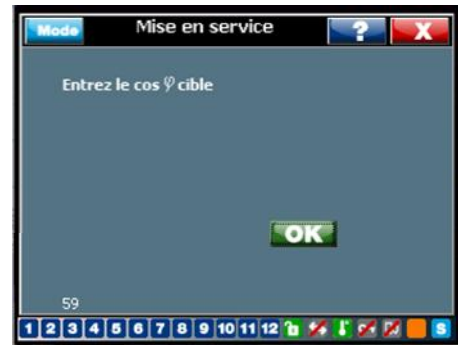 Mode Mise en service ? X
Entrez le cos φ cible
OK
59
1 2 3 4 5 6 7 8 9 10 11 12 S